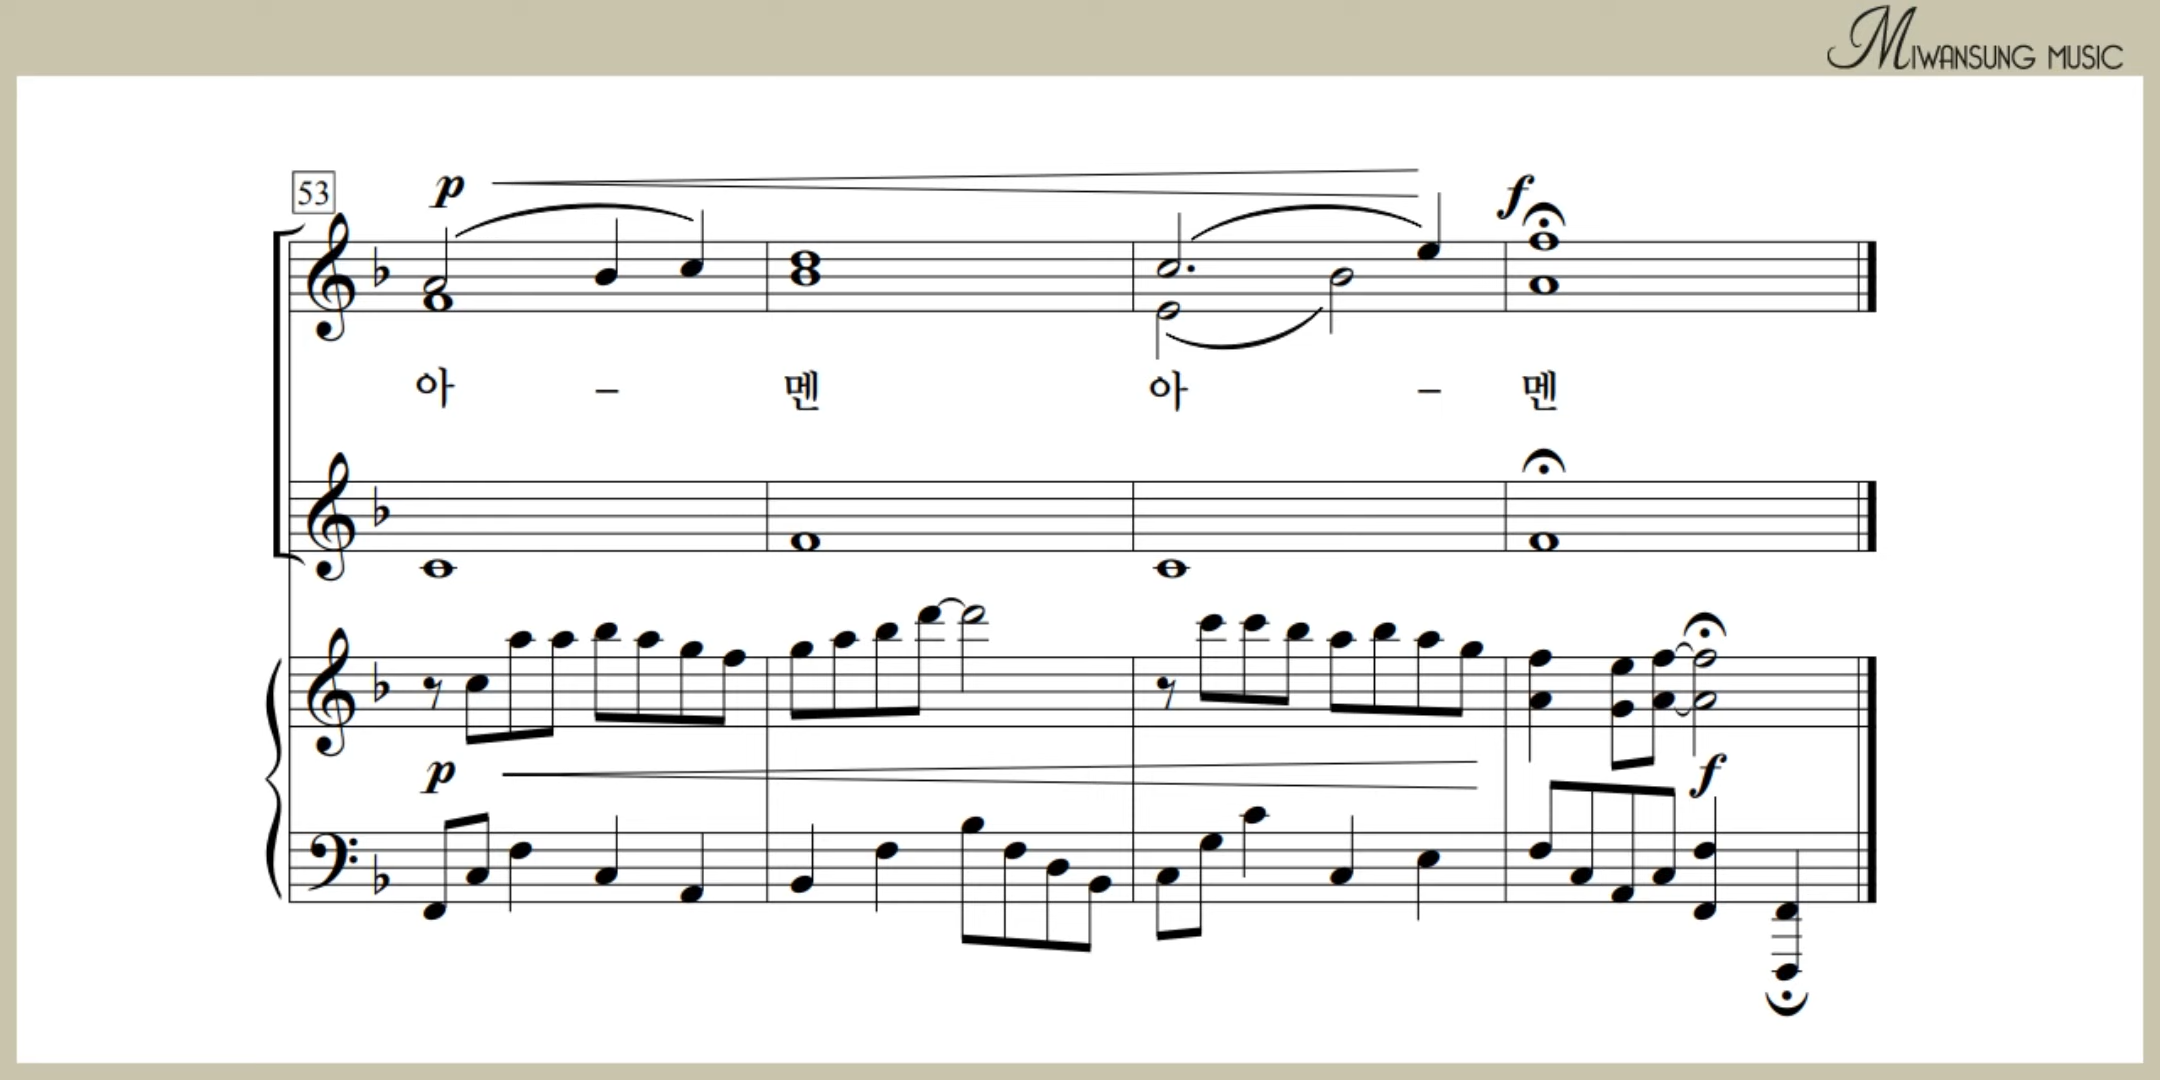 MIWANSUNG MUSIC
53
p
f
아 – 멘 아 – 멘
p
f